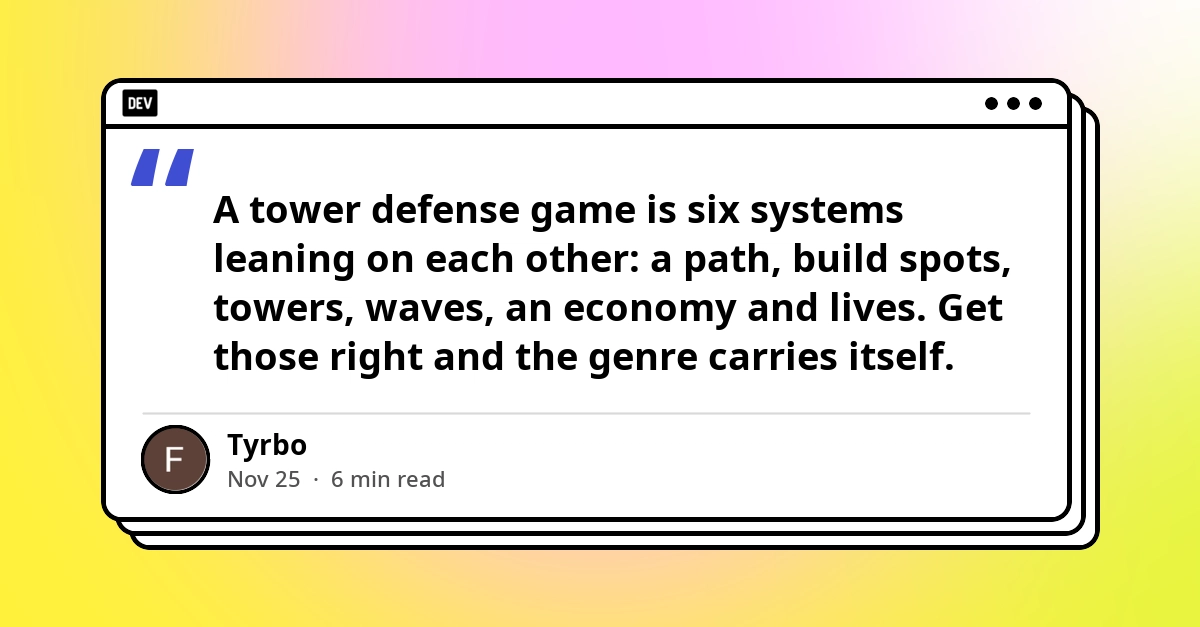 DEV
“
A tower defense game is six systems
leaning on each other: a path, build spots,
towers, waves, an economy and lives. Get
those right and the genre carries itself.
F
Tyrbo
Nov 25 · 6 min read